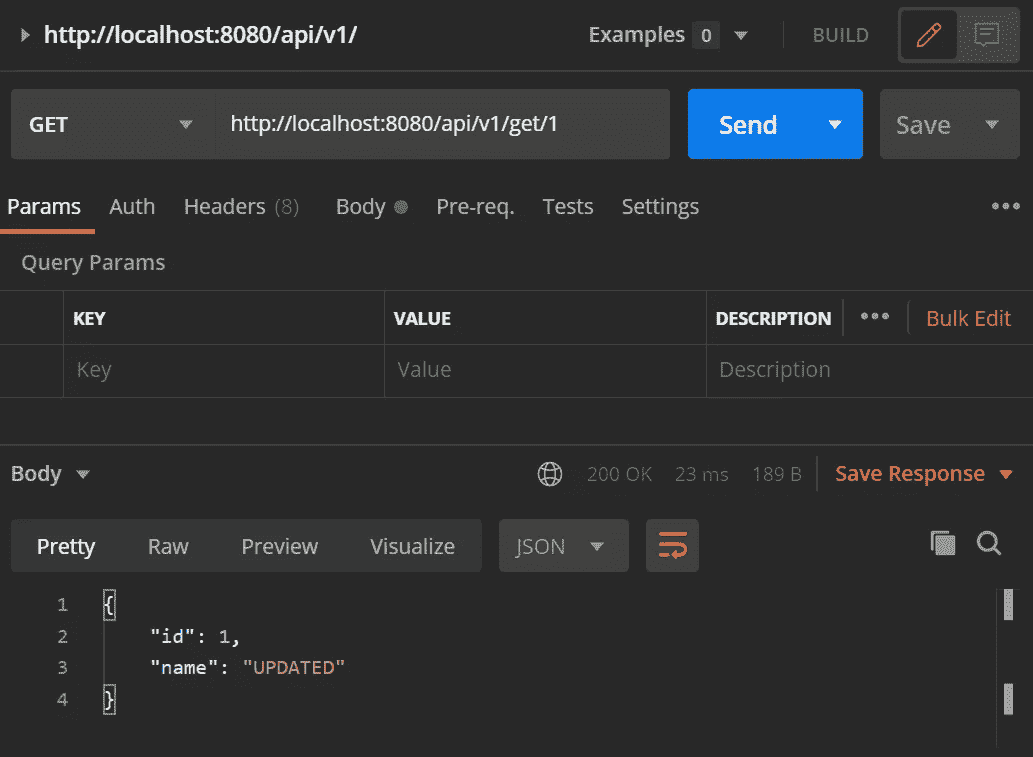 http://localhost:8080/api/v1/ Examples 0 BUILD
GET http://localhost:8080/api/v1/get/1 Send Save
Params Auth Headers (8) Body Pre-req. Tests Settings
Query Params
KEY VALUE DESCRIPTION Bulk Edit
Key Value Description
Body 200 OK 23 ms 189 B Save Response
Pretty Raw Preview Visualize JSON
1 {
2 "id": 1,
3 "name": "UPDATED"
4 }